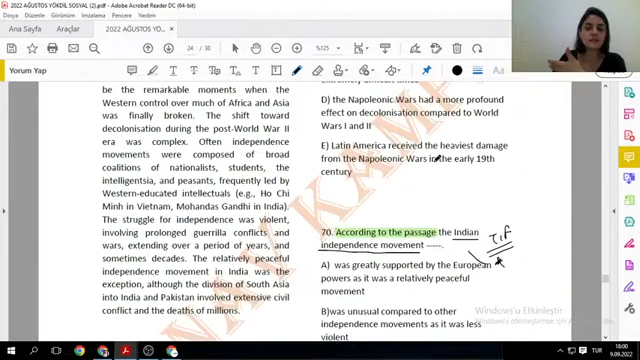 2022 AĞUSTOS YÖKDİL SOSYAL (2).pdf - Adobe Acrobat Reader DC (64-bit)
Dosya Düzenle Görüntüle İmzala Pencere Yardım
Ana Sayfa Araçlar 2022 AĞUSTOS YÖ...
24 / 30 %125
Yorum Yap
be the remarkable moments when the
Western control over much of Africa and Asia
was finally broken. The shift toward
decolonisation during the post-World War II
era was complex. Often independence
movements were composed of broad
coalitions of nationalists, students, the
intelligentsia, and peasants, frequently led by
Western-educated intellectuals (e.g., Ho Chi
Minh in Vietnam, Mohandas Gandhi in India).
The struggle for independence was violent,
involving prolonged guerrilla conflicts and
wars, extending over a period of years, and
sometimes decades. The relatively peaceful
independence movement in India was the
exception, although the division of South Asia
into India and Pakistan involved extensive civil
conflict and the deaths of millions.
extremely difficult times
D) the Napoleonic Wars had a more profound
effect on decolonisation compared to World
Wars I and II
E) Latin America received the heaviest damage
from the Napoleonic Wars in the early 19th
century
70. According to the passage the Indian
independence movement -----.
T, F
A) was greatly supported by the European
powers as it was a relatively peaceful
movement
B)was unusual compared to other
independence movements as it was less
violent
Windows'u Etkinleştir
TUR 18:00
9.09.2022